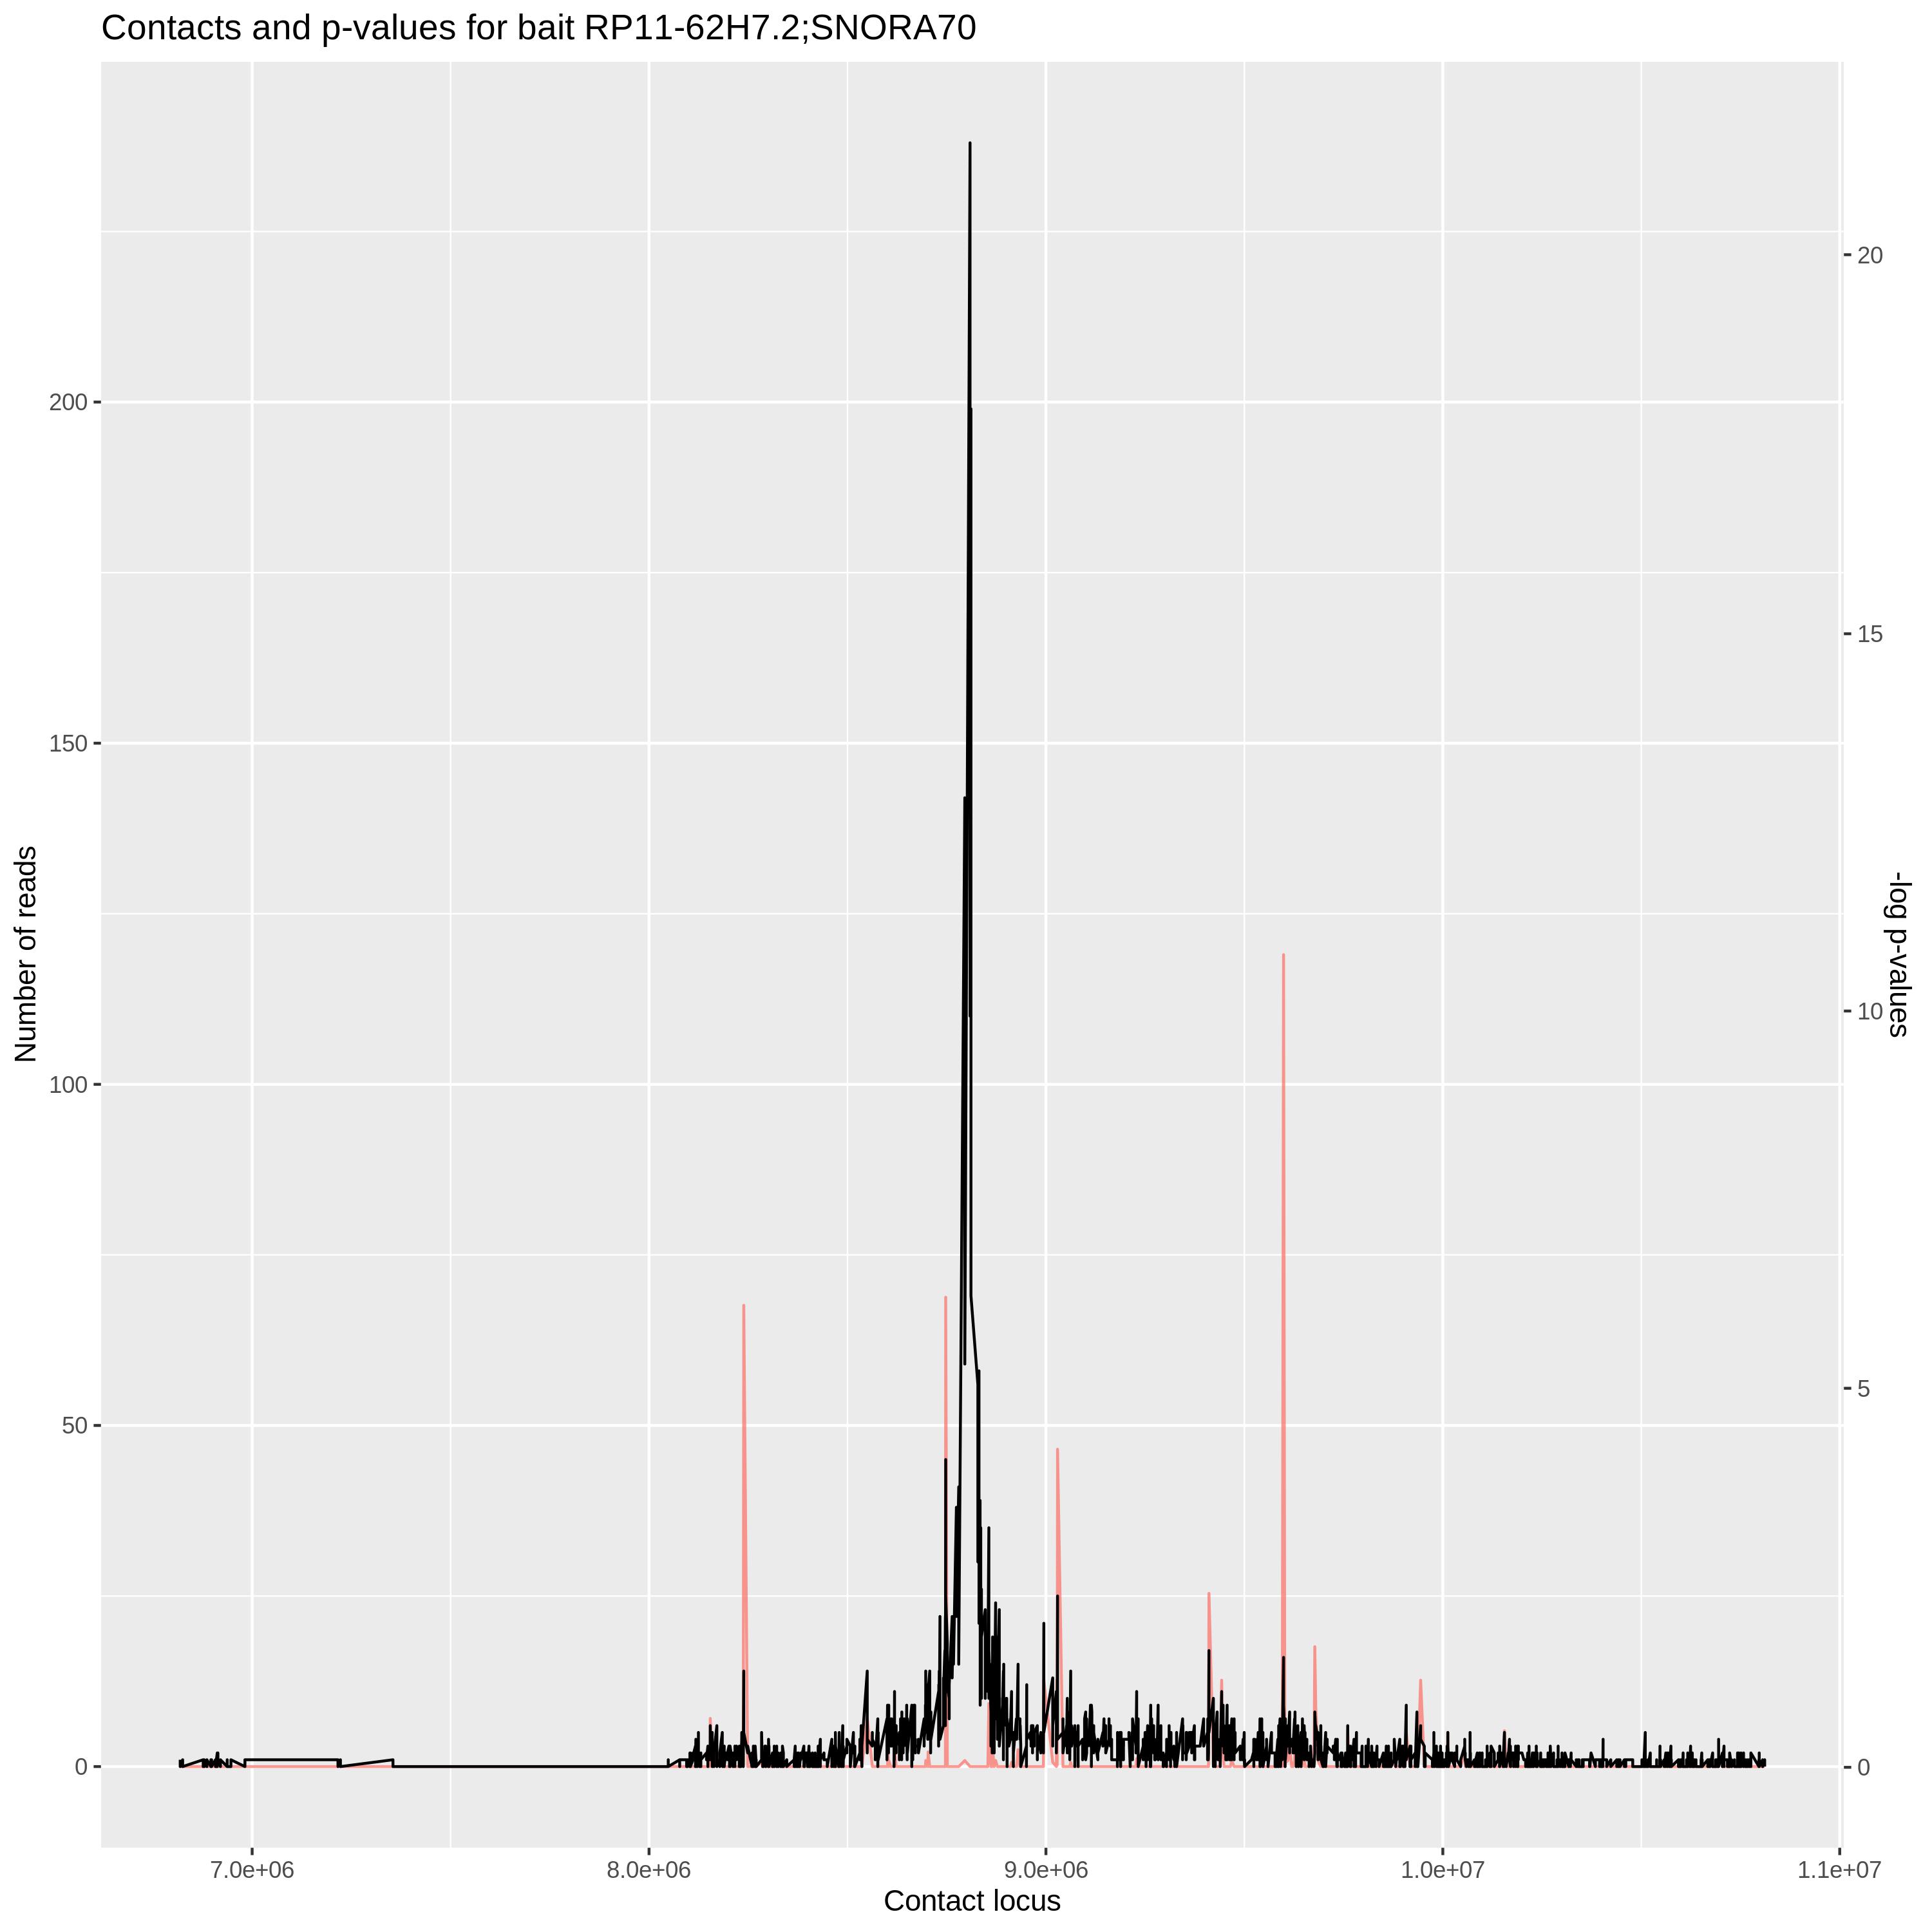 Contacts and p-values for bait RP11-62H7.2;SNORA70
Number of reads
200
150
100
50
0
20
15
10
5
0
-log p-values
7.0e+06
8.0e+06
9.0e+06
1.0e+07
1.1e+07
Contact locus